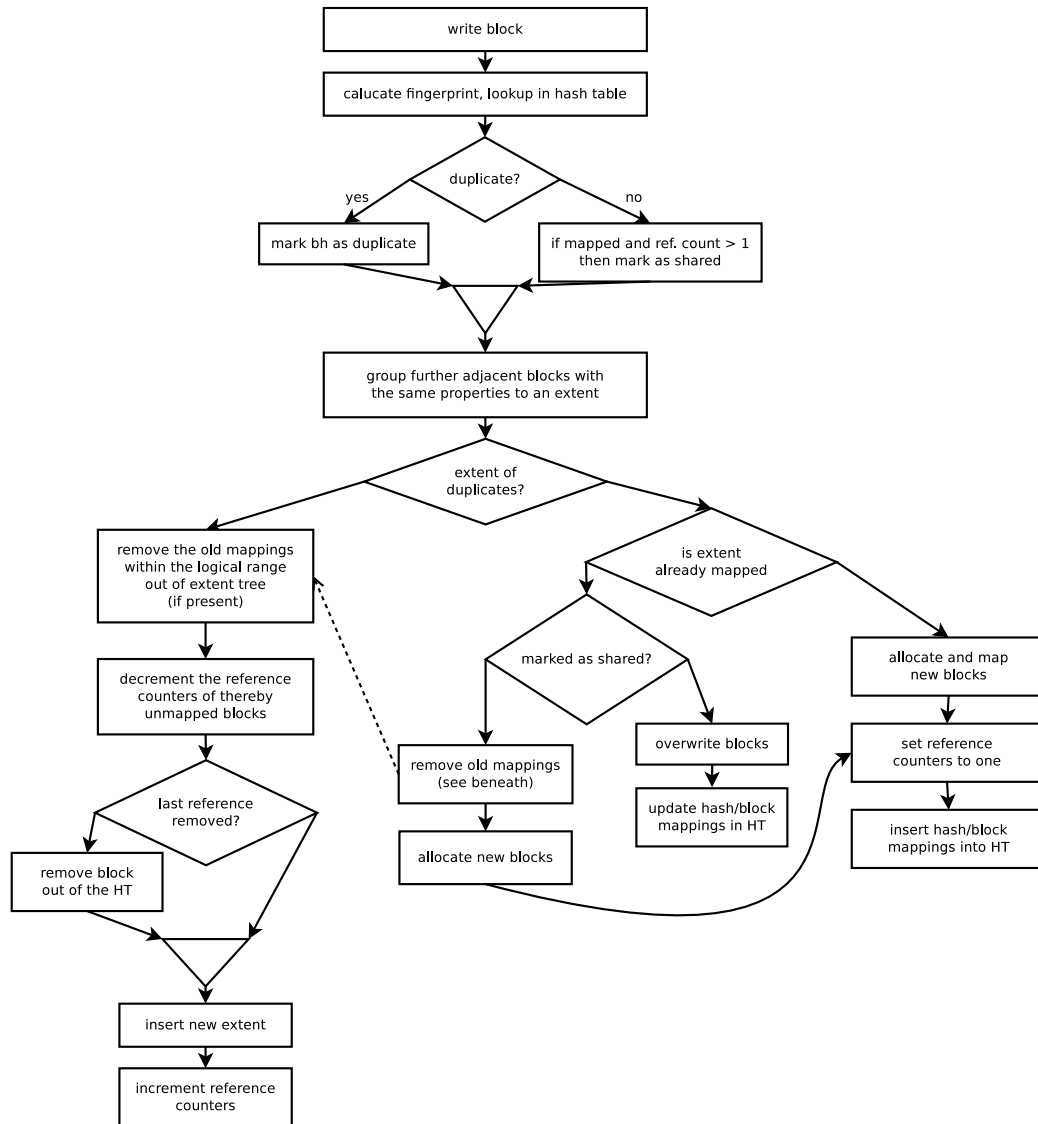 write block
calucate fingerprint, lookup in hash table
duplicate?
yes
no
mark bh as duplicate
if mapped and ref. count > 1
then mark as shared
group further adjacent blocks with
the same properties to an extent
extent of
duplicates?
remove the old mappings
within the logical range
out of extent tree
(if present)
is extent
already mapped
marked as shared?
allocate and map
new blocks
decrement the reference
counters of thereby
unmapped blocks
overwrite blocks
set reference
counters to one
remove old mappings
(see beneath)
last reference
removed?
update hash/block
mappings in HT
insert hash/block
mappings into HT
allocate new blocks
remove block
out of the HT
insert new extent
increment reference
counters